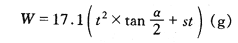 W = 17.1(t² × tan α/2 + st) (g)